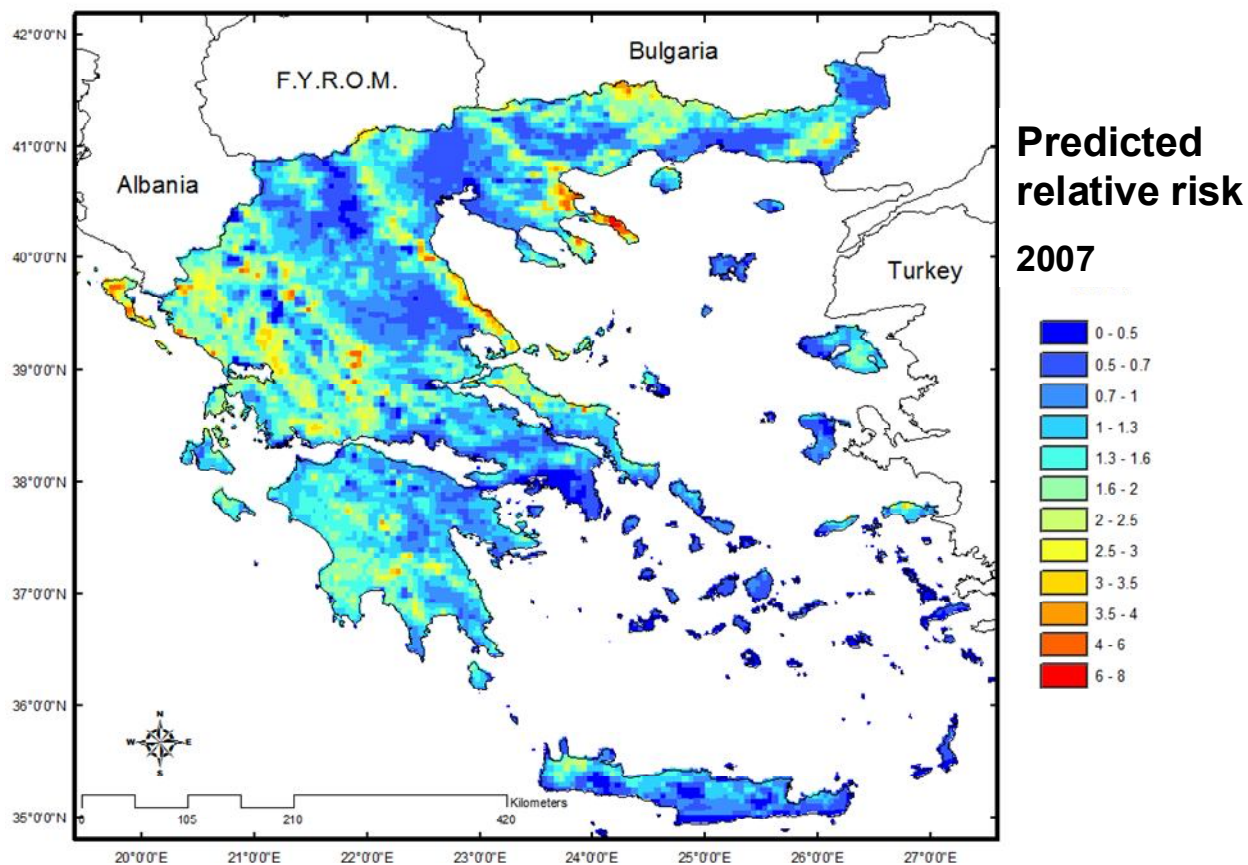 42°0'0"N
41°0'0"N
40°0'0"N
39°0'0"N
38°0'0"N
37°0'0"N
36°0'0"N
35°0'0"N
F.Y.R.O.M.
Bulgaria
Albania
Turkey
N
W E
S
Kilometers
0 105 210 420
20°0'0"E 21°0'0"E 22°0'0"E 23°0'0"E 24°0'0"E 25°0'0"E 26°0'0"E 27°0'0"E
Predicted
relative risk
2007
0 - 0.5
0.5 - 0.7
0.7 - 1
1 - 1.3
1.3 - 1.6
1.6 - 2
2 - 2.5
2.5 - 3
3 - 3.5
3.5 - 4
4 - 6
6 - 8